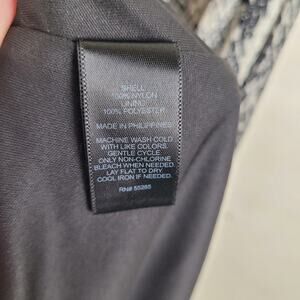 SHELL
100% NYLON
LINING
100% POLYESTER
MADE IN PHILIPPINES
MACHINE WASH COLD
WITH LIKE COLORS.
GENTLE CYCLE.
ONLY NON-CHLORINE
BLEACH WHEN NEEDED.
LAY FLAT TO DRY
COOL IRON IF NEEDED
RN# 55285